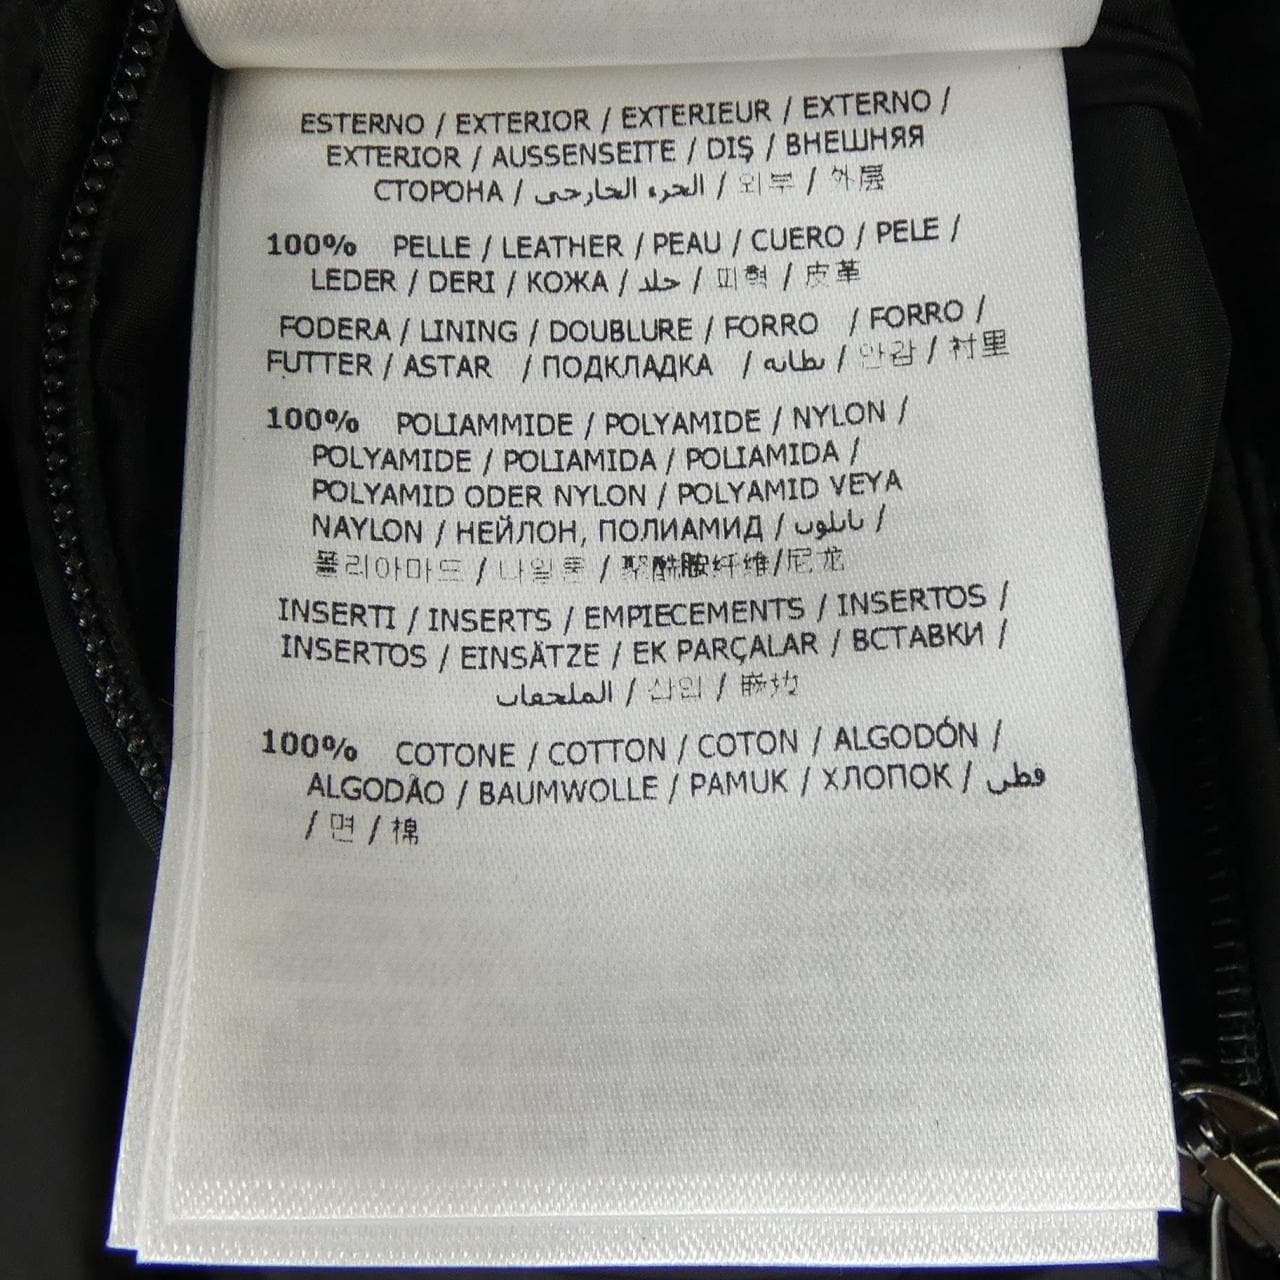 ESTERNO / EXTERIOR / EXTERIEUR / EXTERNO /
EXTERIOR / AUSSENSEITE / DIŞ / ВНЕШНЯЯ
СТОРОНА / الجزء الخارجي / 외부 / 外层
100% PELLE / LEATHER / PEAU / CUERO / PELE /
LEDER / DERI / КОЖА / جلد / 피혁 / 皮革
FODERA / LINING / DOUBLURE / FORRO / FORRO /
FUTTER / ASTAR / ПОДКЛАДКА / بطانه / 안감 / 衬里
100% POLIAMMIDE / POLYAMIDE / NYLON /
POLYAMIDE / POLIAMIDA / POLIAMIDA /
POLYAMID ODER NYLON / POLYAMID VEYA
NAYLON / НЕЙЛОН, ПОЛИАМИД / نايلون /
폴리아마드 / 나일론 / 聚酰胺纤维/尼龙
INSERTI / INSERTS / EMPIECEMENTS / INSERTOS /
INSERTOS / EINSÄTZE / EK PARÇALAR / ВСТАВКИ /
الملحقات / 삽입 /
100% COTONE / COTTON / COTON / ALGODÓN /
ALGODÃO / BAUMWOLLE / PAMUK / ХЛОПОК / قطن
/ 면 / 棉